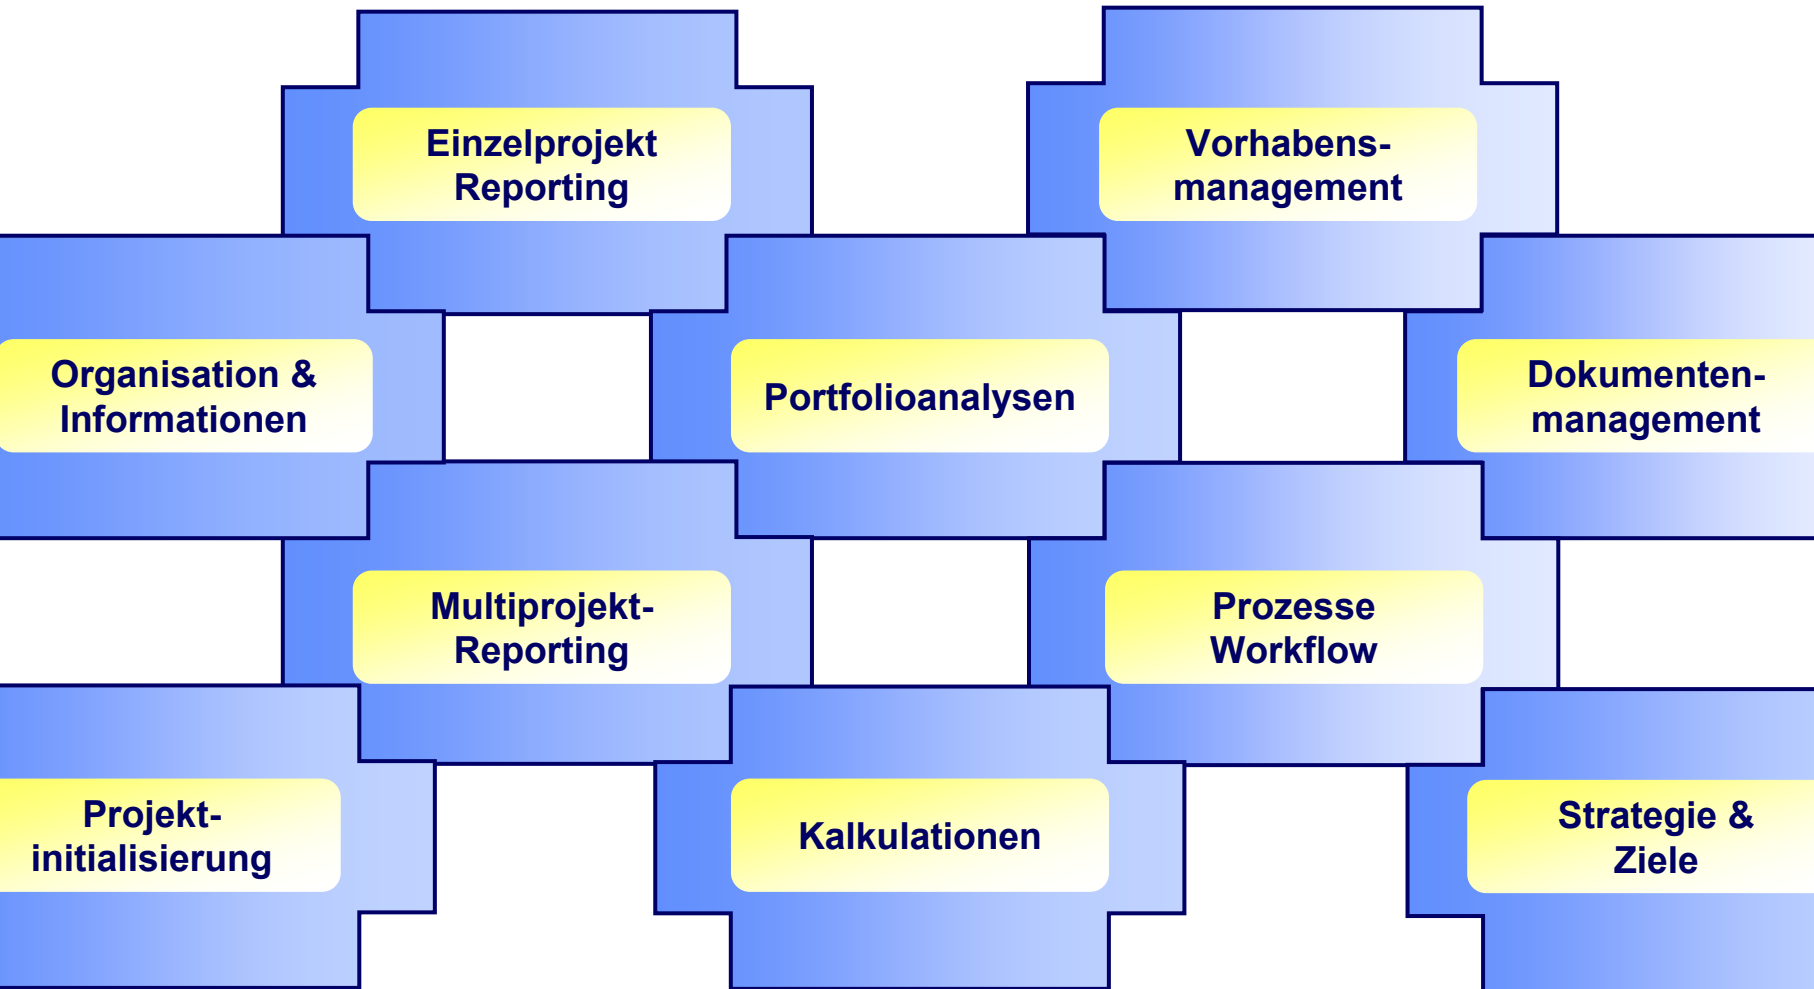 Einzelprojekt
Reporting
Vorhabens-
management
Organisation &
Informationen
Portfolioanalysen
Dokumenten-
management
Multiprojekt-
Reporting
Prozesse
Workflow
Projekt-
initialisierung
Kalkulationen
Strategie &
Ziele